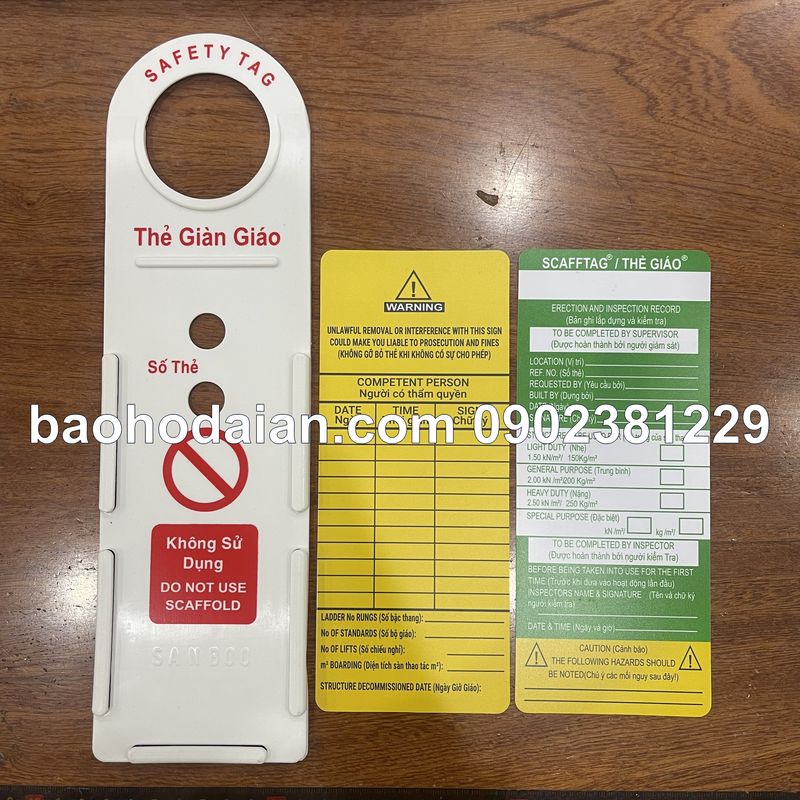 SAFETY TAG
Thẻ Giàn Giáo
Số Thẻ
Không Sử
Dụng
DO NOT USE
SCAFFOLD
SANBOO
WARNING
UNLAWFUL REMOVAL OR INTERFERENCE WITH THIS SIGN
COULD MAKE YOU LIABLE TO PROSECUTION AND FINES
(KHÔNG GỠ BỎ THẺ KHI KHÔNG CÓ SỰ CHO PHÉP)
COMPETENT PERSON
Người có thẩm quyền
DATE TIME
LADDER No RUNGS (Số bậc thang):
No OF STANDARDS (Số bộ giáo):
No OF LIFTS (Số chiếu nghỉ):
m² BOARDING (Diện tích sàn thao tác m²):
STRUCTURE DECOMMISSIONED DATE (Ngày Giờ Giáo):
SCAFFTAG® / THẺ GIÁO®
ERECTION AND INSPECTION RECORD
(Bản ghi lắp dựng và kiểm tra)
TO BE COMPLETED BY SUPERVISOR
(Được hoàn thành bởi người giám sát)
LOCATION (Vị trí)
REF. NO. (Số thẻ)
REQUESTED BY (Yêu cầu bởi)
BUILT BY (Dựng bởi)
LIGHT DUTY (Nhẹ)
1.50 kN/m²/ 150Kg/m²
GENERAL PURPOSE (Trung bình)
2.00 kN /m²/200 Kg/m²
HEAVY DUTY (Nặng)
2.50 kN /m²/ 250 Kg/m²
SPECIAL PURPOSE (Đặc biệt)
kN /m²/ kg /m²/
TO BE COMPLETED BY INSPECTOR
(Được hoàn thành bởi người kiểm Tra)
BEFORE BEING TAKEN INTO USE FOR THE FIRST
TIME (Trước khi đưa vào hoạt động lần đầu)
INSPECTORS NAME & SIGNATURE (Tên và chữ ký
người kiểm tra)
DATE & TIME (Ngày và giờ)
CAUTION (Cảnh báo)
THE FOLLOWING HAZARDS SHOULD
BE NOTED(Chú ý các mối nguy sau đây!)
baohodaian.com 0902381229